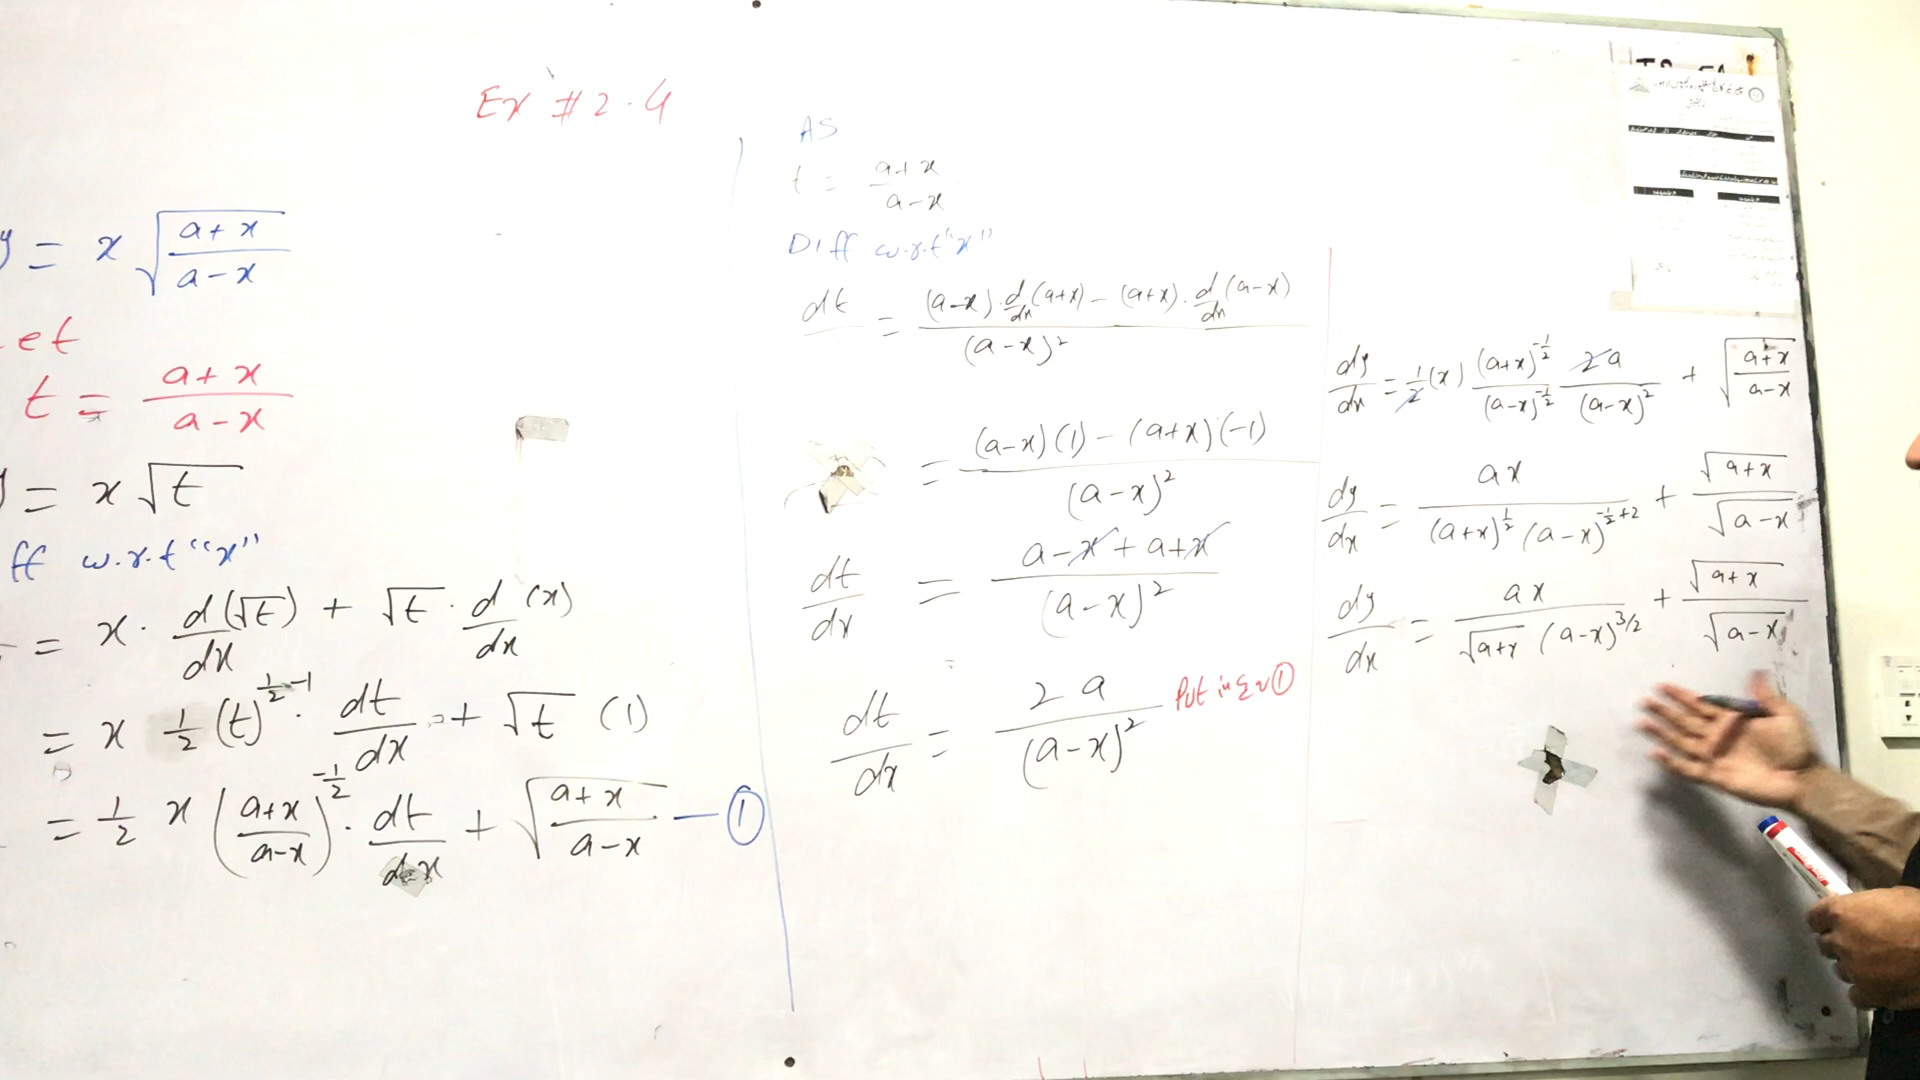 Ex # 2.4
y = x √((a+x)/(a-x))
et
t = (a+x)/(a-x)
y = x √t
ff w.r.t "x"
= x · d(√t)/dx + √t · d/dx (x)
= x 1/2 (t)^(1/2 -1) · dt/dx + √t (1)
= 1/2 x ((a+x)/(a-x))^(-1/2) · dt/dx + √((a+x)/(a-x)) — ①
AS
t = (a+x)/(a-x)
Diff w.r.t "x"
dt = ((a-x) · d/dx (a+x) - (a+x) · d/dx (a-x))/(a-x)²
= ((a-x)(1) - (a+x)(-1))/(a-x)²
dt/dx = (a-x+a+x)/(a-x)²
dt/dx = 2a/(a-x)² Put in Eq ①
dy/dx = 1/2 (x) (a+x)^(-1/2)/(a-x)^(-1/2) 2a/(a-x)² + √((a+x)/(a-x))
dy/dx = ax/((a+x)^(1/2) (a-x)^(-1/2 +2)) + √(a+x)/√(a-x)
dy/dx = ax/(√(a+x) (a-x)^(3/2)) + √(a+x)/√(a-x)